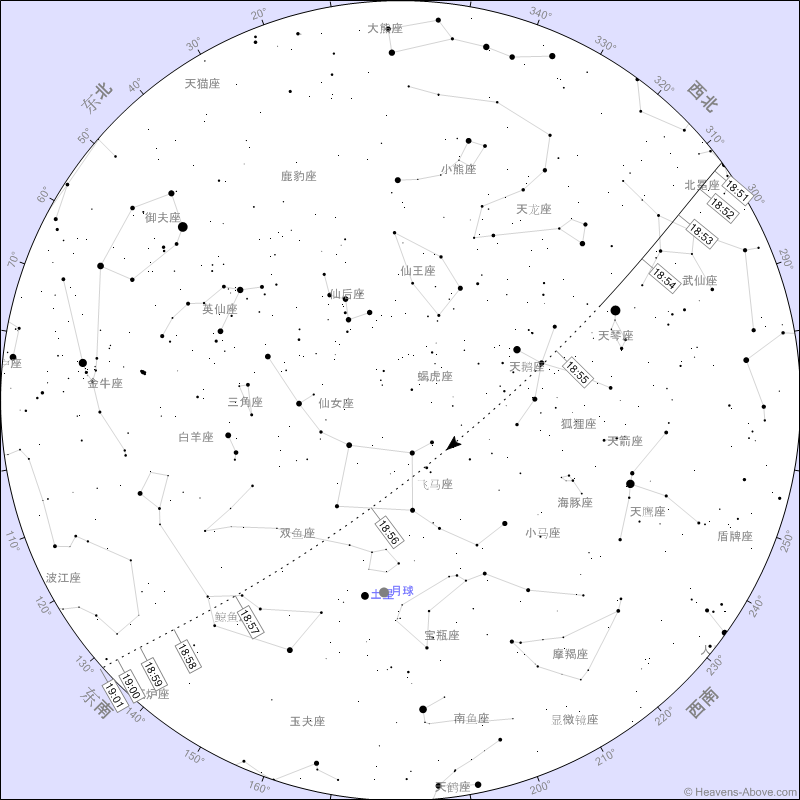 大熊座
340°
20°
30°
330°
天猫座
320°
40°
东北
西北
50°
310°
小熊座
鹿豹座
北冕座
18:51
300°
60°
18:52
天龙座
御夫座
18:53
70°
290°
仙王座
18:54
武仙座
仙后座
英仙座
天琴座
天鹅座
18:55
金牛座
蝎虎座
三角座
仙女座
狐狸座
白羊座
天箭座
飞马座
海豚座
天鹰座
18:56
双鱼座
小马座
盾牌座
110°
250°
波江座
土星
月球
120°
240°
18:57
宝瓶座
18:58
摩羯座
130°
230°
18:59
19:00
19:01
炉座
东南
西南
140°
220°
玉夫座
南鱼座
显微镜座
150°
210°
160°
200°
天鹤座
© Heavens-Above.com